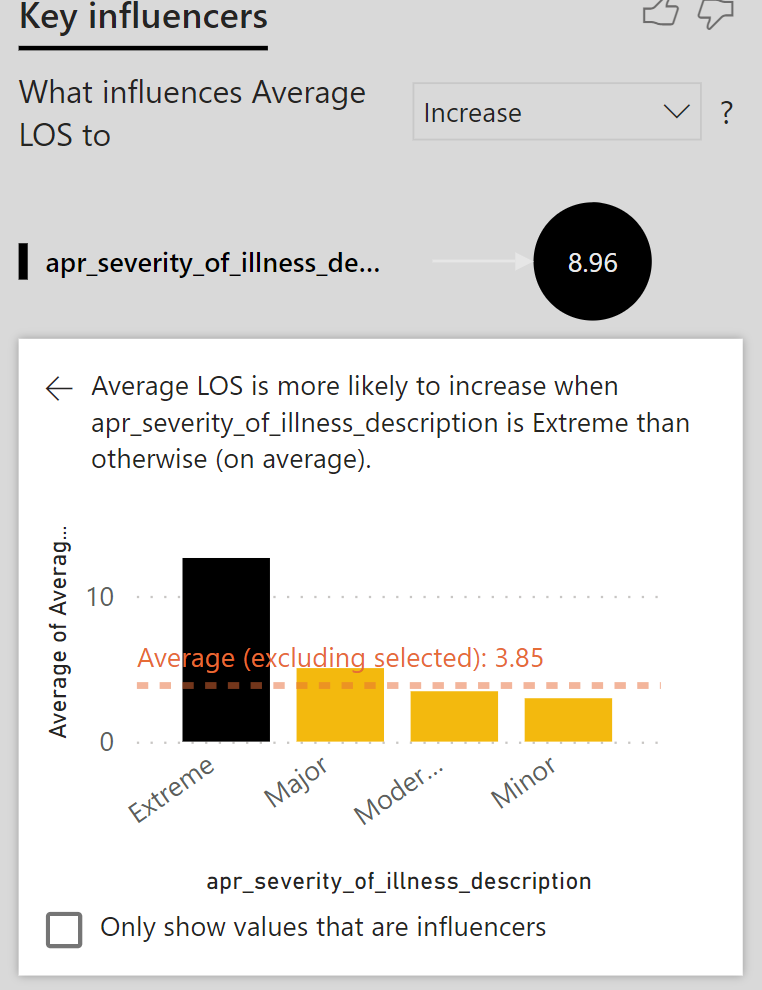 Key influencers
What influences Average
LOS to
Increase
?
apr_severity_of_illness_de...
8.96
Average LOS is more likely to increase when
apr_severity_of_illness_description is Extreme than
otherwise (on average).
Average of Averag...
10
Average (excluding selected): 3.85
0
Extreme
Major
Moder...
Minor
apr_severity_of_illness_description
Only show values that are influencers